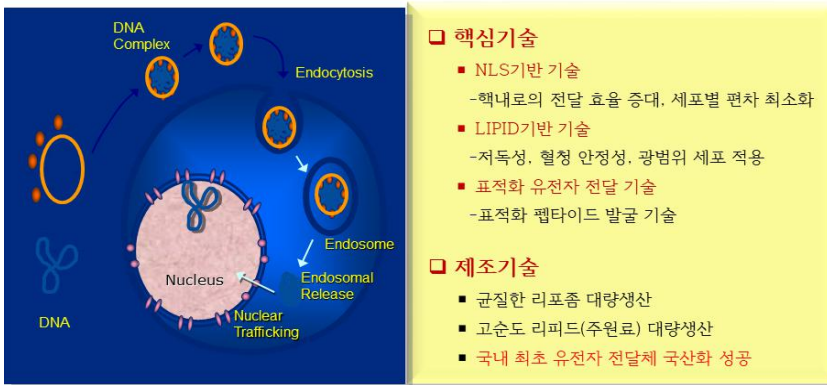 DNA
Complex
Endocytosis
Endosome
Nucleus
Endosomal
Release
Nuclear
Trafficking
DNA
❑ 핵심기술
▪ NLS기반 기술
-핵내로의 전달 효율 증대, 세포별 편차 최소화
▪ LIPID기반 기술
-저독성, 혈청 안정성, 광범위 세포 적용
▪ 표적화 유전자 전달 기술
-표적화 펩타이드 발굴 기술
❑ 제조기술
▪ 균질한 리포좀 대량생산
▪ 고순도 리피드(주원료) 대량생산
▪ 국내 최초 유전자 전달체 국산화 성공